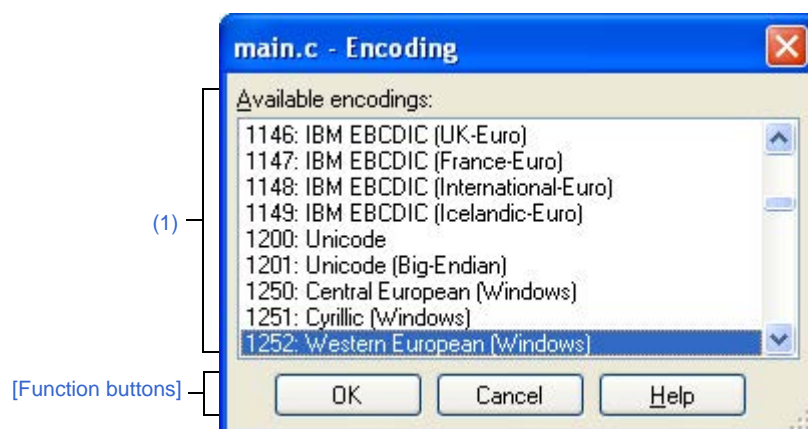 main.c - Encoding
Available encodings:
1146: IBM EBCDIC (UK-Euro)
1147: IBM EBCDIC (France-Euro)
1148: IBM EBCDIC (International-Euro)
1149: IBM EBCDIC (Icelandic-Euro)
(1)
1200: Unicode
1201: Unicode (Big-Endian)
1250: Central European (Windows)
1251: Cyrillic (Windows)
1252: Western European (Windows)
[Function buttons]
OK Cancel Help